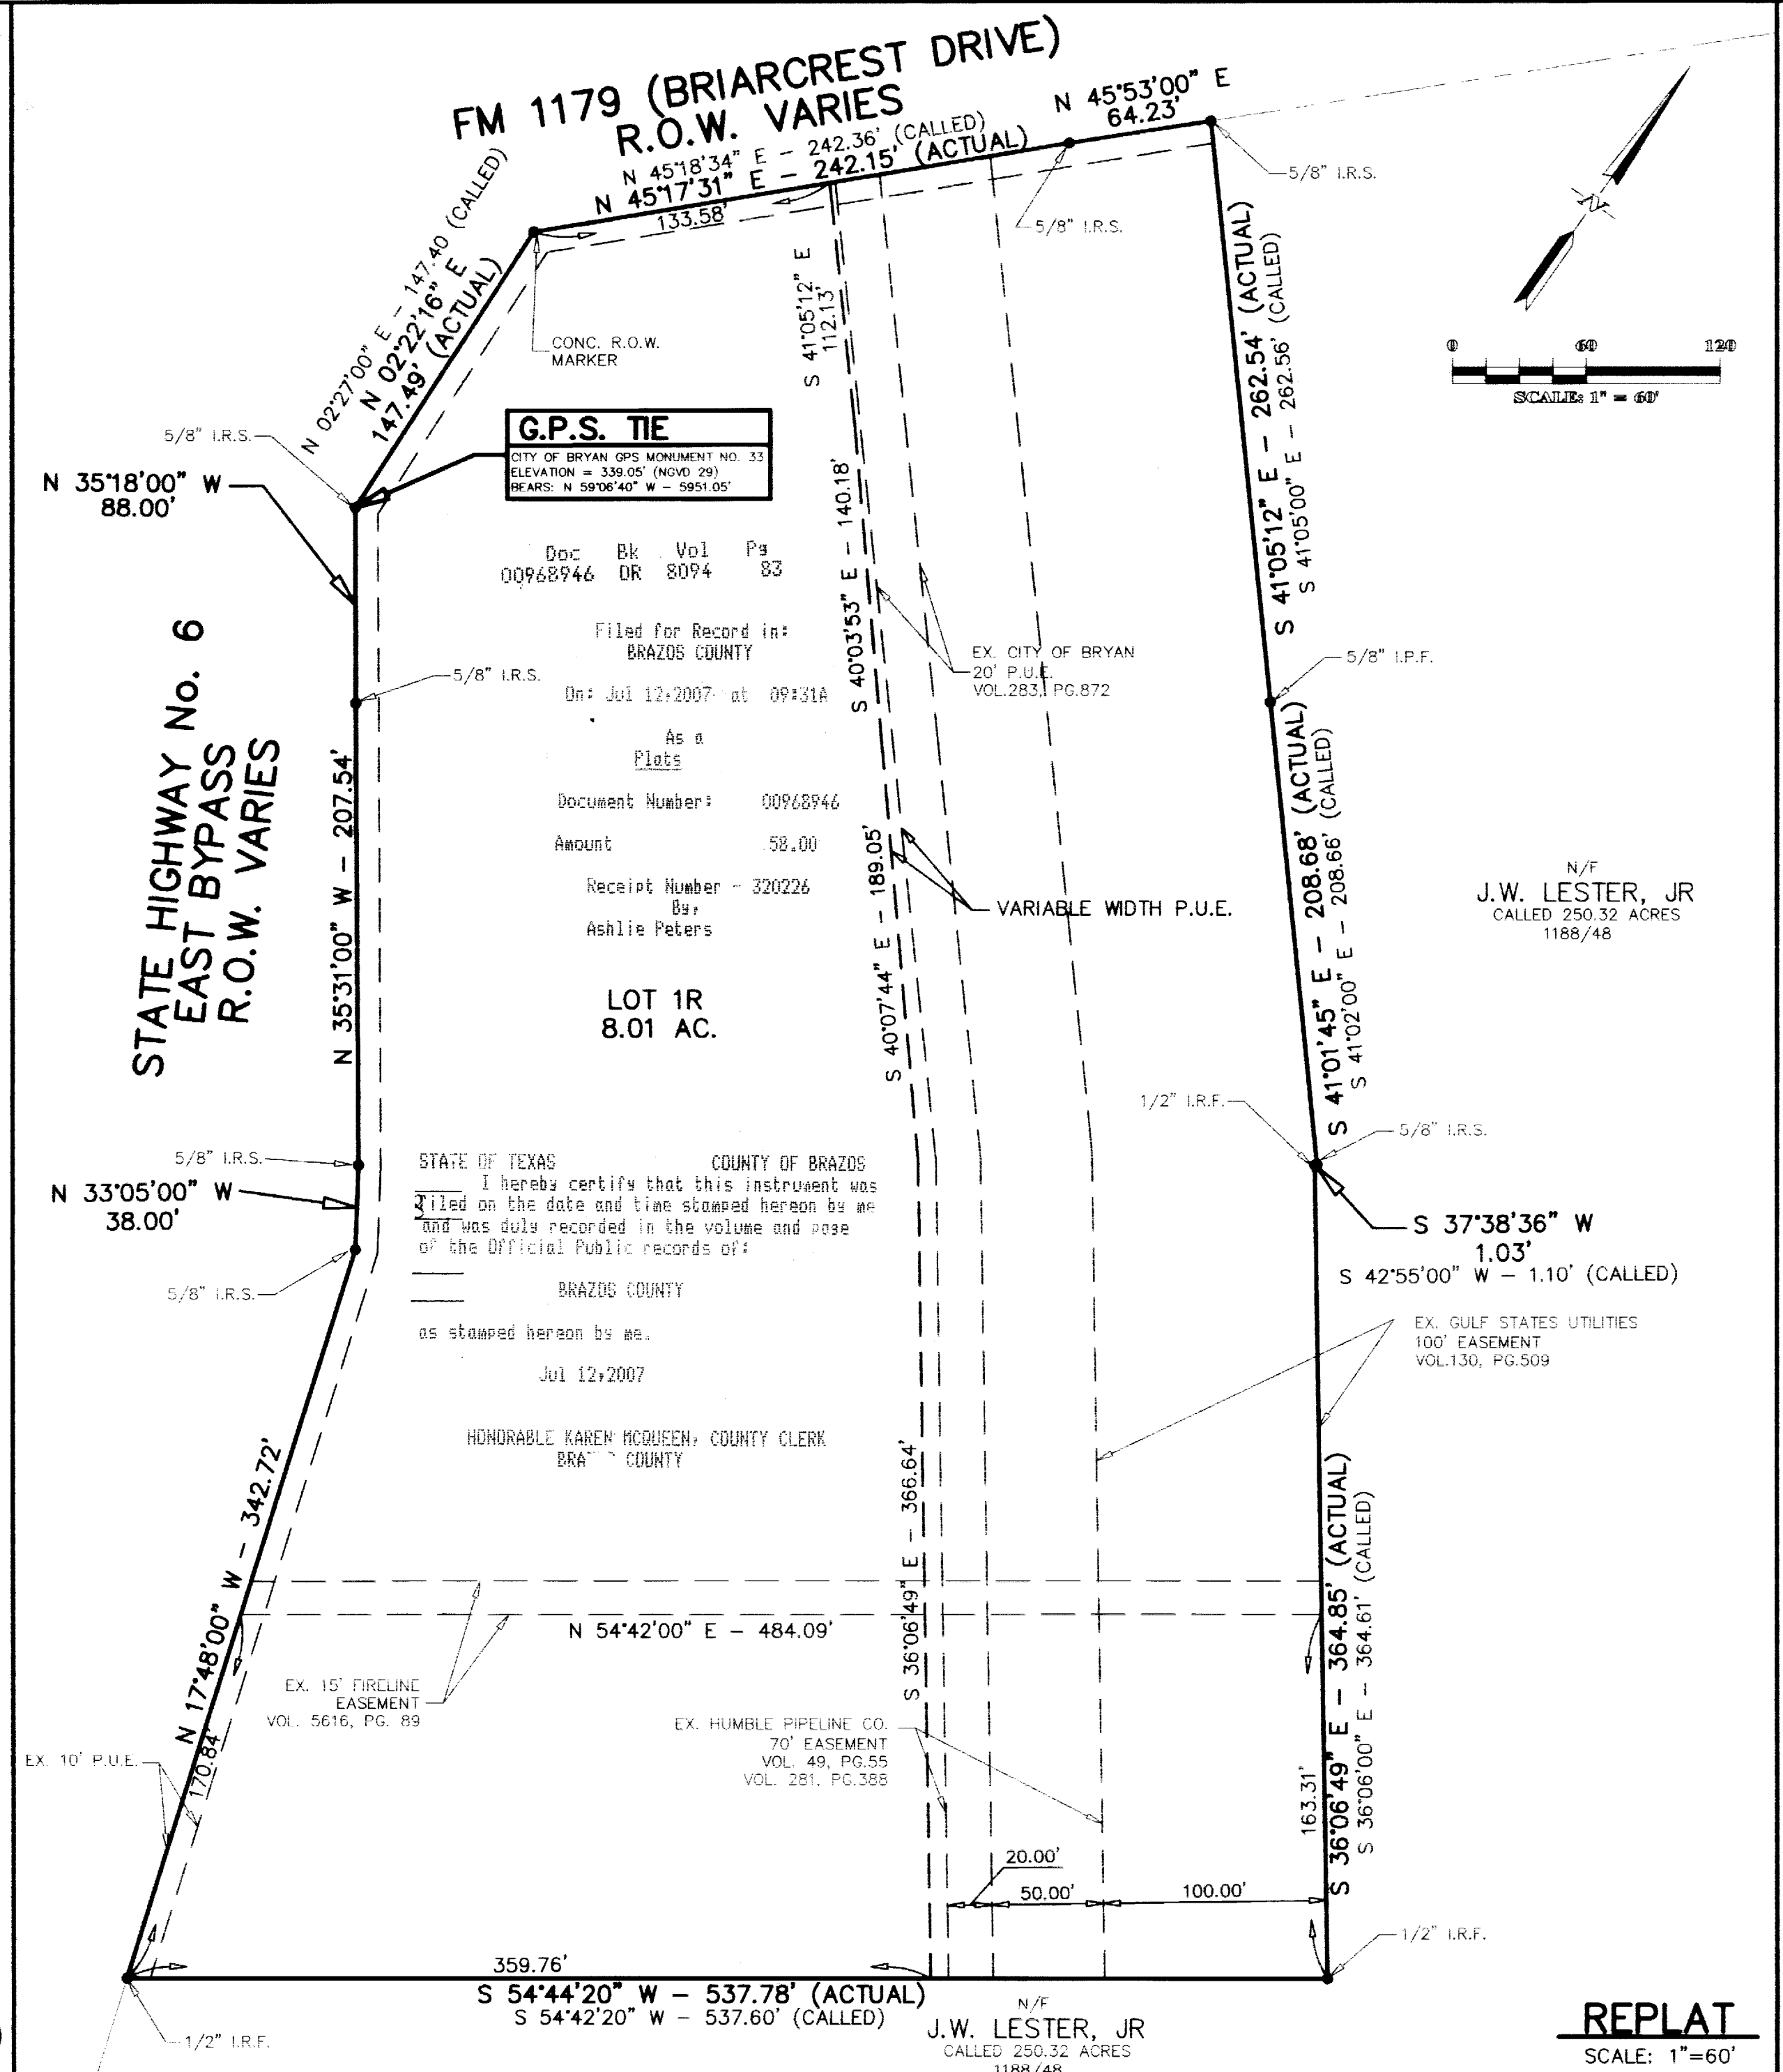 FM 1179 (BRIARCREST DRIVE)
R.O.W. VARIES
N 45°18'34" E - 242.36' (CALLED)
N 45°17'31" E - 242.15' (ACTUAL)
133.58'
N 45°53'00" E
64.23'
5/8" I.R.S.
5/8" I.R.S.
N
0 60 120
SCALE: 1" = 60'
N 02°27'00" E - 147.40 (CALLED)
N 02°22'16" E
147.49' (ACTUAL)
CONC. R.O.W.
MARKER
S 41°05'12" E
112.13'
S 41°05'12" E - 262.54' (ACTUAL)
S 41°05'00" E - 262.56' (CALLED)
5/8" I.R.S.
G.P.S. TIE
CITY OF BRYAN GPS MONUMENT NO. 33
ELEVATION = 339.05' (NGVD 29)
BEARS: N 59°06'40" W - 5951.05'
N 35°18'00" W
88.00'
Doc Bk Vol Pg
00968946 DR 8094 83
Filed for Record in:
BRAZOS COUNTY
On: Jul 12,2007 at 09:31A
As a
Plats
Document Number: 00968946
Amount 58.00
Receipt Number - 320226
By,
Ashlie Peters
S 40°03'53" E - 140.18'
EX. CITY OF BRYAN
20' P.U.E.
VOL.283, PG.872
5/8" I.P.F.
5/8" I.R.S.
STATE HIGHWAY No. 6
EAST BYPASS
R.O.W. VARIES
N 35°31'00" W - 207.54'
S 40°07'44" E - 189.05'
VARIABLE WIDTH P.U.E.
S 41°01'45" E - 208.68' (ACTUAL)
S 41°02'00" E - 208.66' (CALLED)
N/F
J.W. LESTER, JR
CALLED 250.32 ACRES
1188/48
LOT 1R
8.01 AC.
1/2" I.R.F.
5/8" I.R.S.
5/8" I.R.S.
N 33°05'00" W
38.00'
5/8" I.R.S.
STATE OF TEXAS COUNTY OF BRAZOS
I hereby certify that this instrument was
filed on the date and time stamped hereon by me
and was duly recorded in the volume and page
of the Official Public records of:
BRAZOS COUNTY
as stamped hereon by me.
Jul 12,2007
HONORABLE KAREN MCQUEEN, COUNTY CLERK
BRA COUNTY
S 37°38'36" W
1.03'
S 42°55'00" W - 1.10' (CALLED)
EX. GULF STATES UTILITIES
100' EASEMENT
VOL.130, PG.509
N 17°48'00" W - 342.72'
170.84'
S 36°06'49" E - 366.64'
S 36°06'49" E - 364.85' (ACTUAL)
S 36°06'00" E - 364.61' (CALLED)
163.31'
N 54°42'00" E - 484.09'
EX. 15' FIRELINE
EASEMENT
VOL. 5616, PG. 89
EX. 10' P.U.E.
EX. HUMBLE PIPELINE CO.
70' EASEMENT
VOL. 49, PG.55
VOL. 281, PG.388
20.00'
50.00'
100.00'
1/2" I.R.F.
359.76'
S 54°44'20" W - 537.78' (ACTUAL)
S 54°42'20" W - 537.60' (CALLED)
1/2" I.R.F.
N/F
J.W. LESTER, JR
CALLED 250.32 ACRES
1188/48
REPLAT
SCALE: 1"=60'